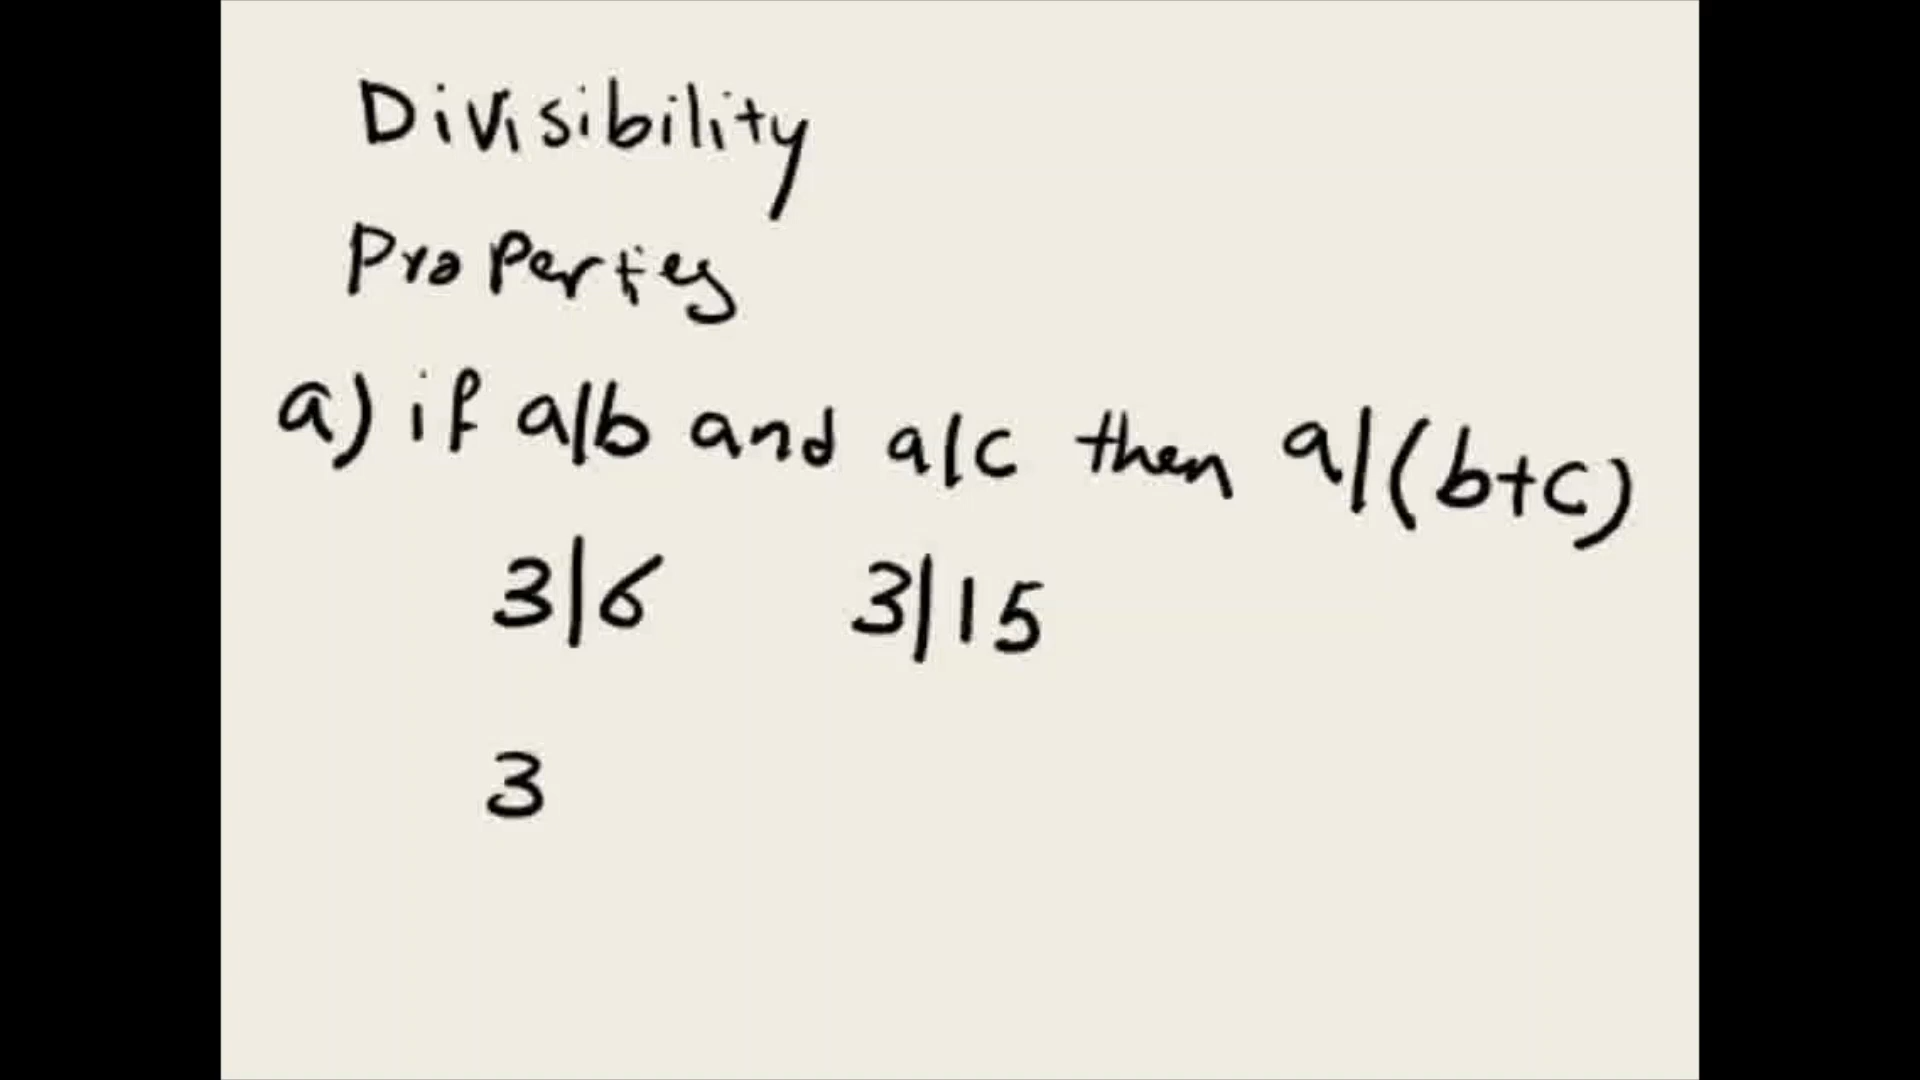 Divisibility
Properties
a) if a|b and a|c then a|(b+c)
3|6 3|15
3